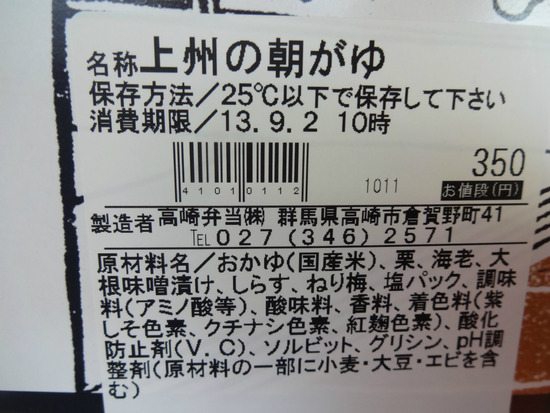 名称 上州の朝がゆ
保存方法／25℃以下で保存して下さい
消費期限／13.9.2 10時
41010112
1011
350
お値段(円)
製造者 高崎弁当㈱ 群馬県高崎市倉賀野町41
TEL 027 (346) 2571
原材料名／おかゆ(国産米)、栗、海老、大
根味噌漬け、しらす、ねり梅、塩パック、調味
料(アミノ酸等)、酸味料、香料、着色料(紫
しそ色素、クチナシ色素、紅麹色素)、酸化
防止剤(V.C)、ソルビット、グリシン、pH調
整剤(原材料の一部に小麦・大豆・エビを含
む)